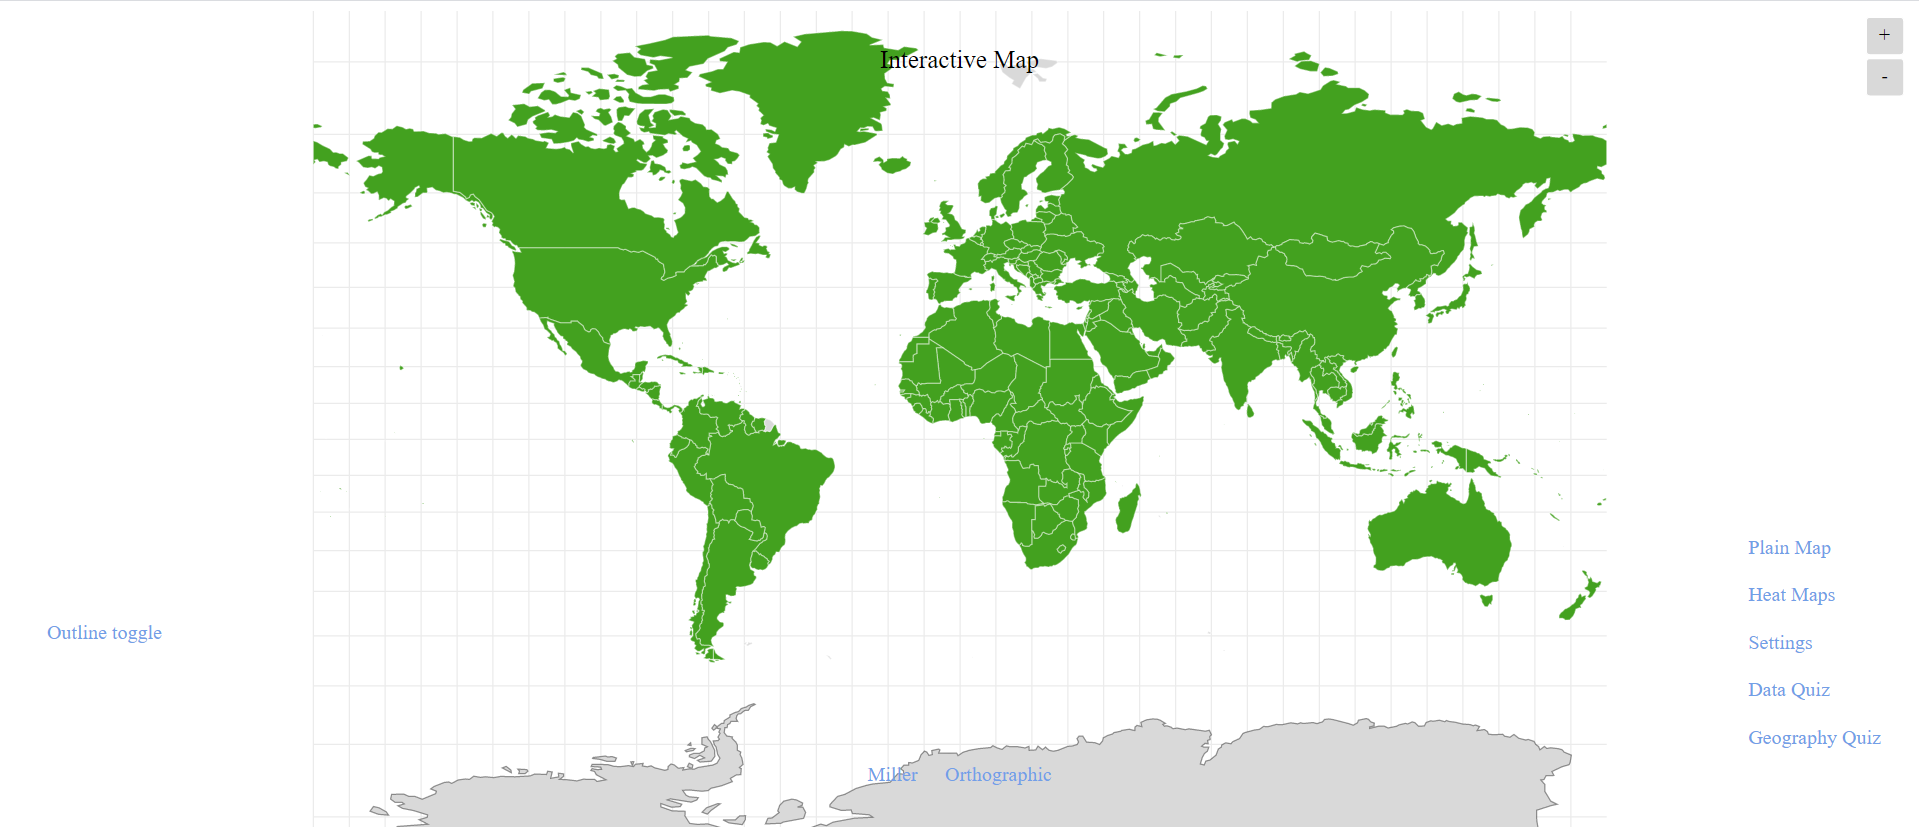 Interactive Map
+
-
Plain Map
Heat Maps
Outline toggle
Settings
Data Quiz
Geography Quiz
Miller Orthographic